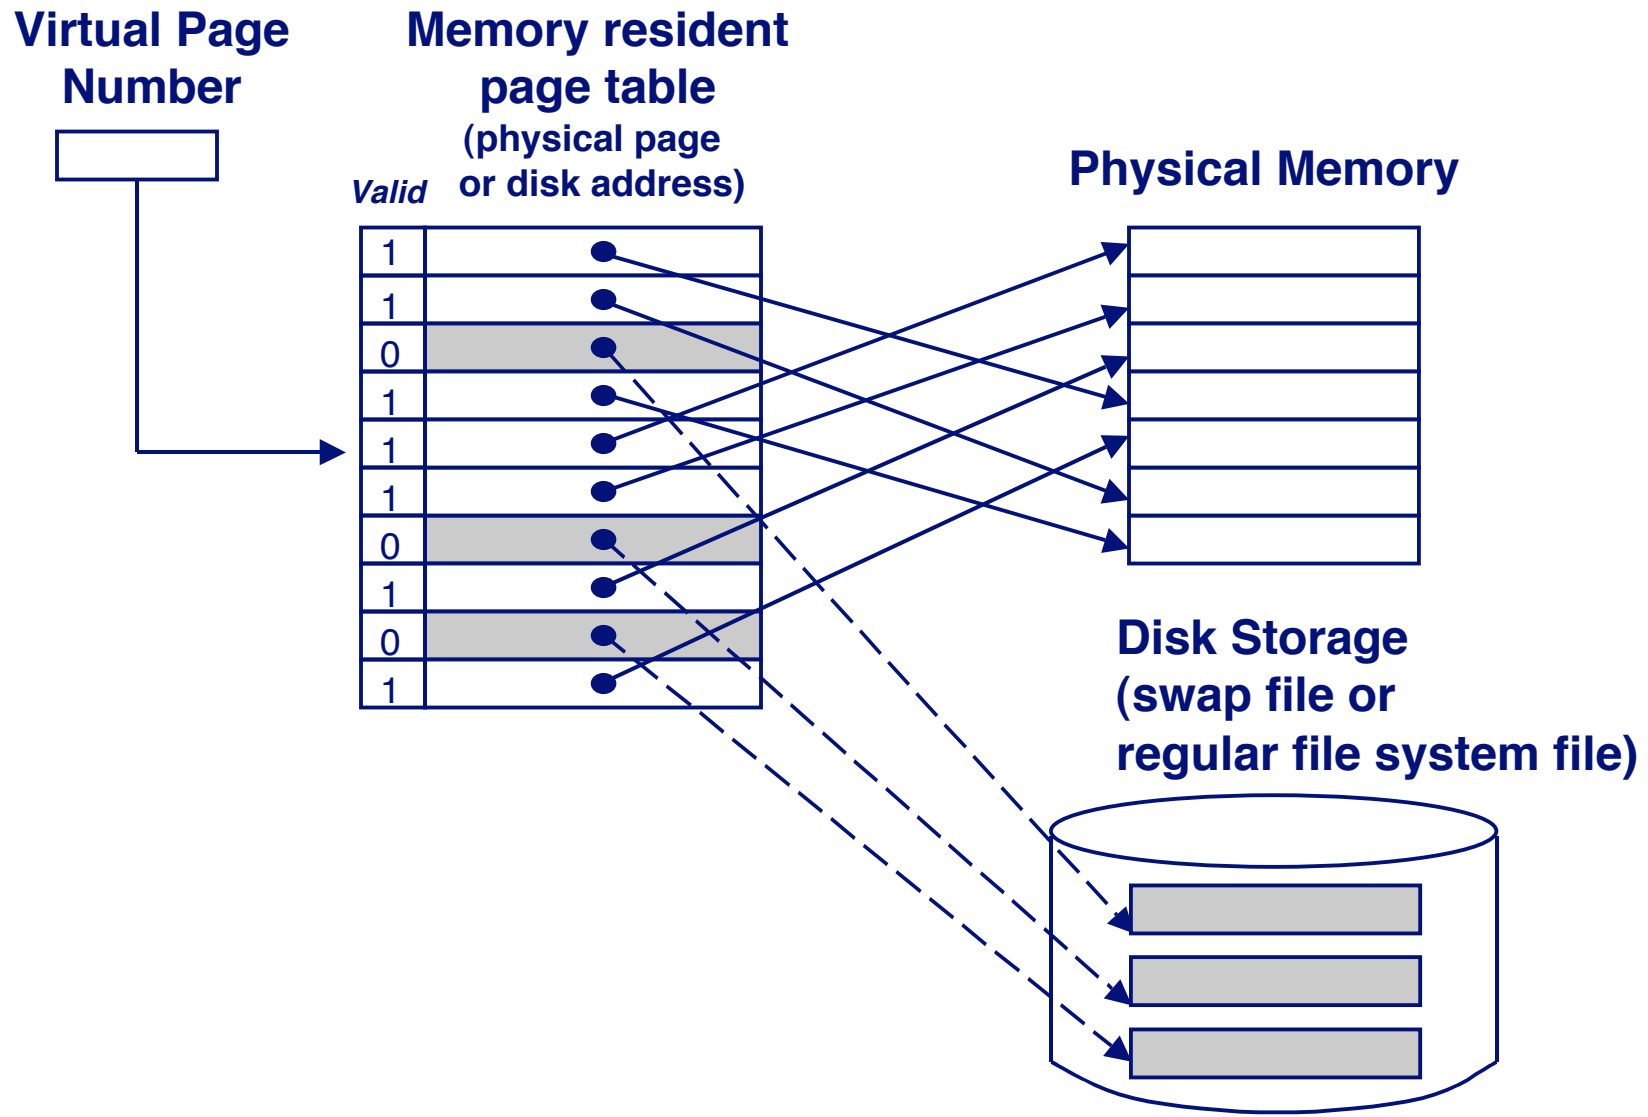 Virtual Page
Number
Memory resident
page table
(physical page
or disk address)
Valid
1
1
0
1
1
1
0
1
0
1
Physical Memory
Disk Storage
(swap file or
regular file system file)